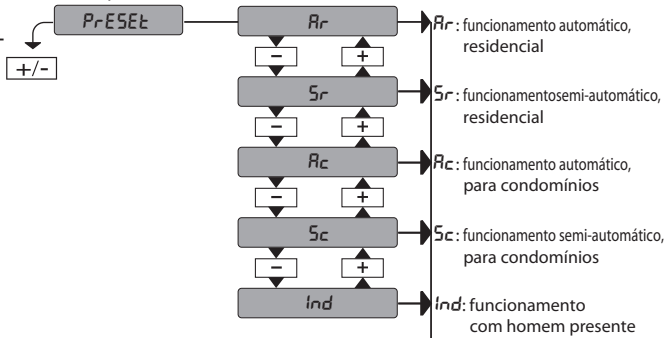 PrESEt
+/-
Ar
Ar: funcionamento automático,
residencial
- +
Sr
Sr: funcionamentosemi-automático,
residencial
- +
Ac
Ac: funcionamento automático,
para condomínios
- +
Sc
Sc: funcionamento semi-automático,
para condomínios
- +
Ind
Ind: funcionamento
com homem presente